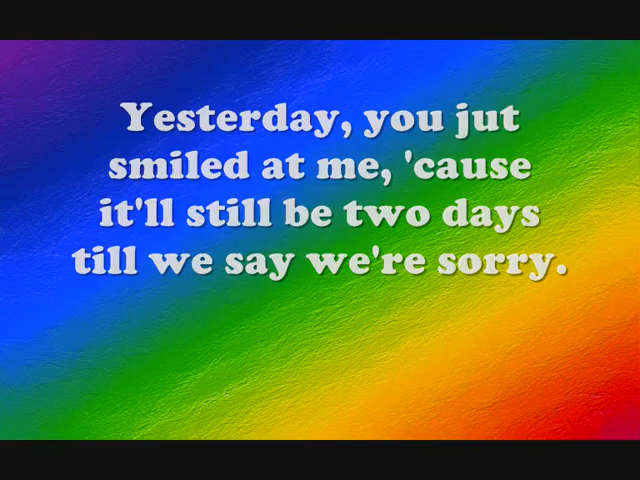 Yesterday, you jut
smiled at me, 'cause
it'll still be two days
till we say we're sorry.